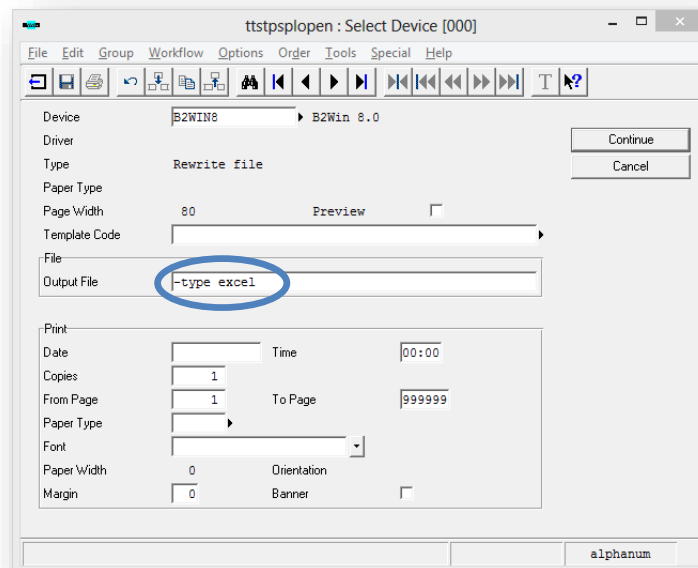 ttstpsplopen : Select Device [000]
File Edit Group Workflow Options Order Tools Special Help
T ?
Device B2WIN8 B2Win 8.0
Continue
Driver
Type Rewrite file
Cancel
Paper Type
Page Width 80 Preview
Template Code
File
Output File -type excel
Print
Date Time 00:00
Copies 1
From Page 1 To Page 999999
Paper Type
Font
Paper Width 0 Orientation
Margin 0 Banner
alphanum